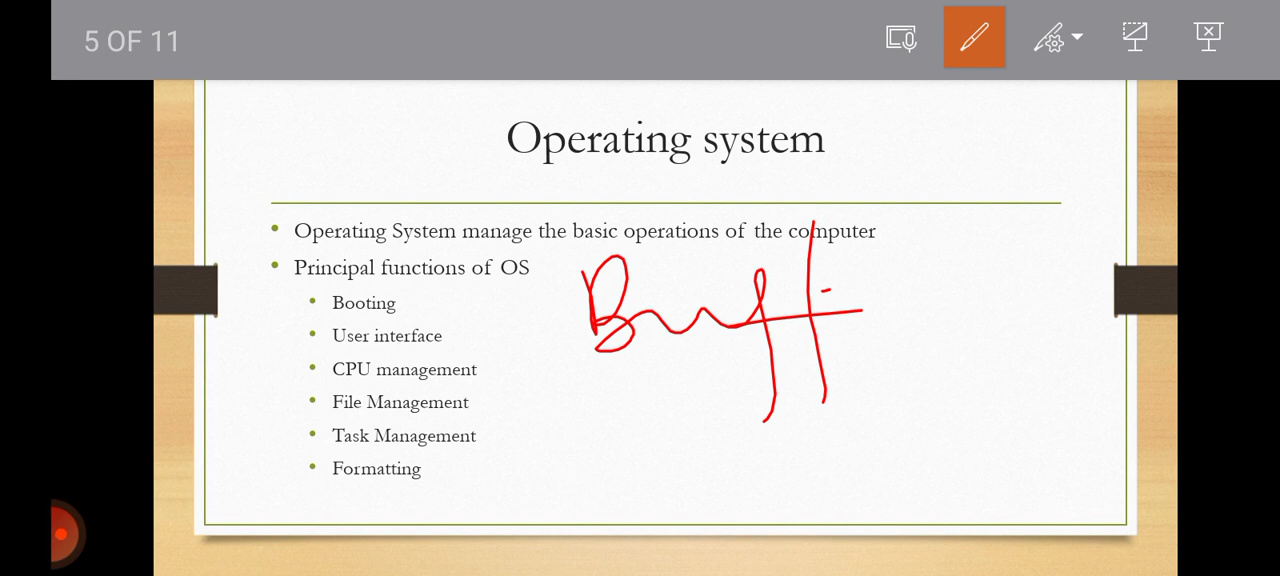 5 OF 11
Operating system
Operating System manage the basic operations of the computer
Principal functions of OS
Booting
User interface
CPU management
File Management
Task Management
Formatting